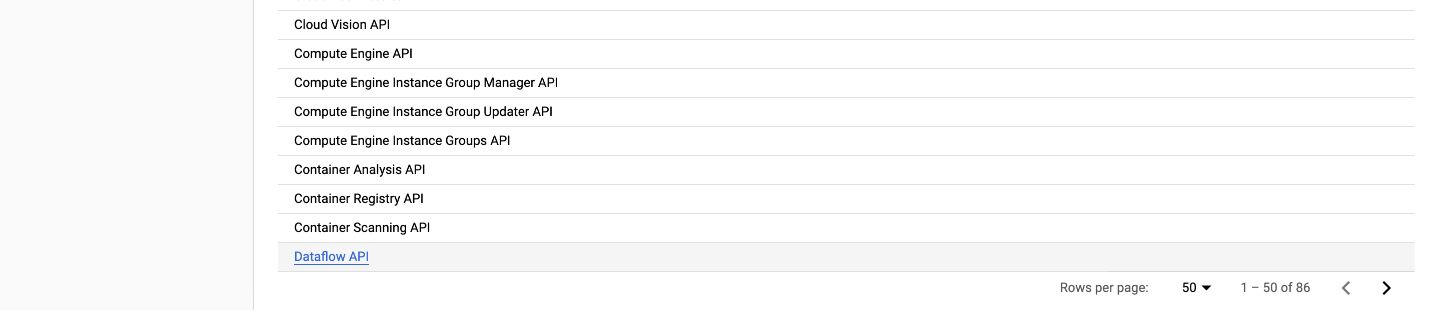 Cloud Vision API
Compute Engine API
Compute Engine Instance Group Manager API
Compute Engine Instance Group Updater API
Compute Engine Instance Groups API
Container Analysis API
Container Registry API
Container Scanning API
Dataflow API
Rows per page: 50 1 – 50 of 86